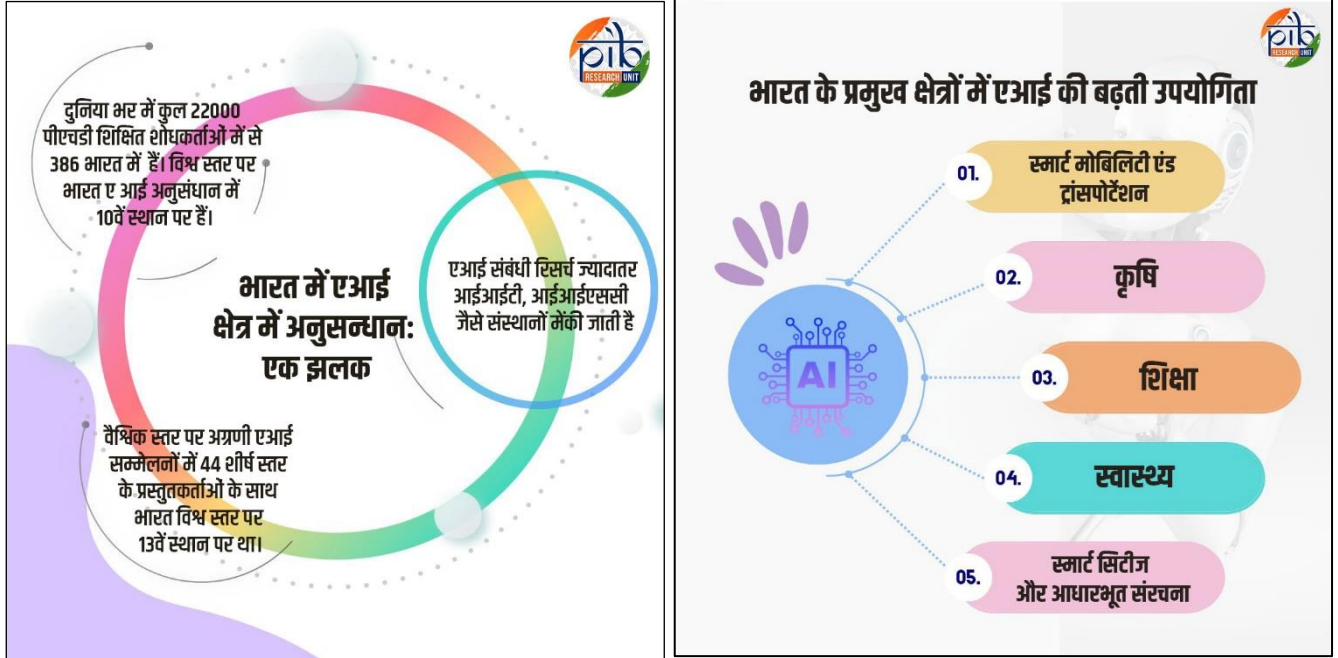 pib
RESEARCH UNIT
दुनिया भर में कुल 22000
पीएचडी शिक्षित शोधकर्ताओं में से
386 भारत में हैं। विश्व स्तर पर
भारत ए आई अनुसंधान में
10वें स्थान पर हैं।
भारत में एआई
क्षेत्र में अनुसन्धान:
एक झलक
एआई संबंधी रिसर्च ज्यादातर
आईआईटी, आईआईएससी
जैसे संस्थानों मेंकी जाती है
वैश्विक स्तर पर अग्रणी एआई
सम्मेलनों में 44 शीर्ष स्तर
के प्रस्तुतकर्ताओं के साथ
भारत विश्व स्तर पर
13वें स्थान पर था।
pib
RESEARCH UNIT
भारत के प्रमुख क्षेत्रों में एआई की बढ़ती उपयोगिता
AI
01.
स्मार्ट मोबिलिटी एंड
ट्रांसपोर्टेशन
02.
कृषि
03.
शिक्षा
04.
स्वास्थ्य
05.
स्मार्ट सिटीज
और आधारभूत संरचना